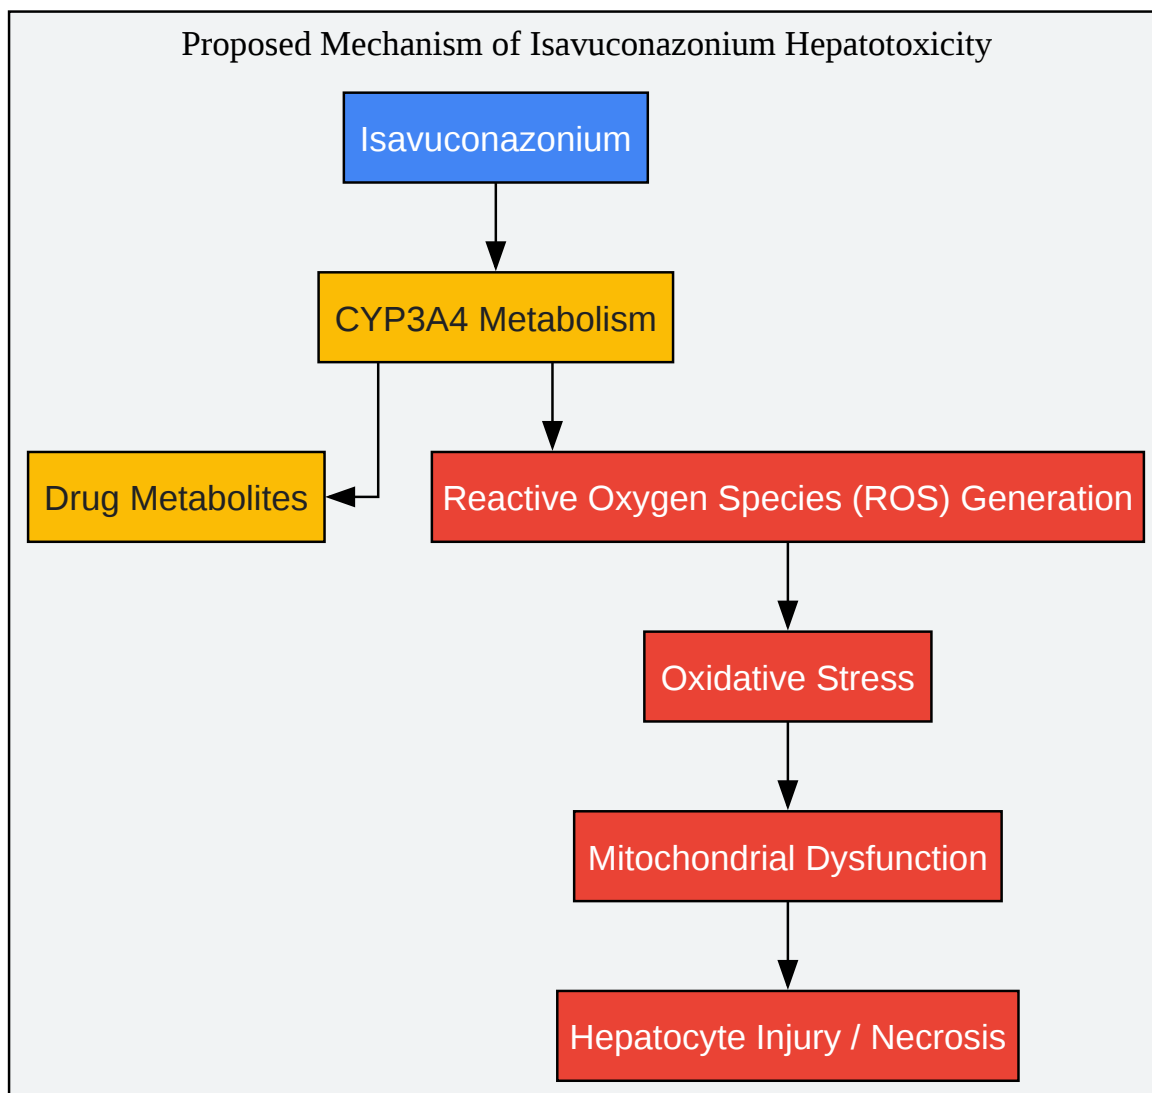 Proposed Mechanism of Isavuconazonium Hepatotoxicity
Isavuconazonium
CYP3A4 Metabolism
Drug Metabolites
Reactive Oxygen Species (ROS) Generation
Oxidative Stress
Mitochondrial Dysfunction
Hepatocyte Injury / Necrosis